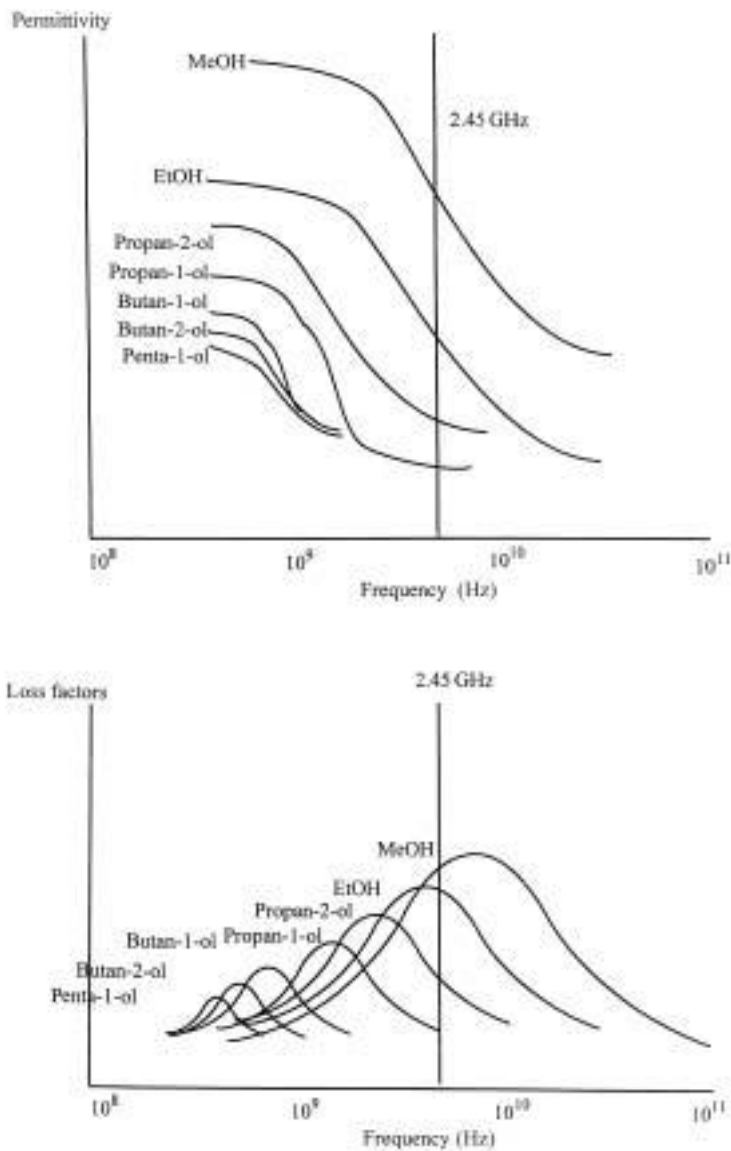 Permittivity
MeOH
2.45 GHz
EtOH
Propan-2-ol
Propan-1-ol
Butan-1-ol
Butan-2-ol
Penta-1-ol
10⁸ 10⁹ 10¹⁰ 10¹¹
Frequency (Hz)
Loss factors
2.45 GHz
MeOH
EtOH
Propan-2-ol
Butan-1-ol Propan-1-ol
Butan-2-ol
Penta-1-ol
10⁸ 10⁹ 10¹⁰ 10¹¹
Frequency (Hz)